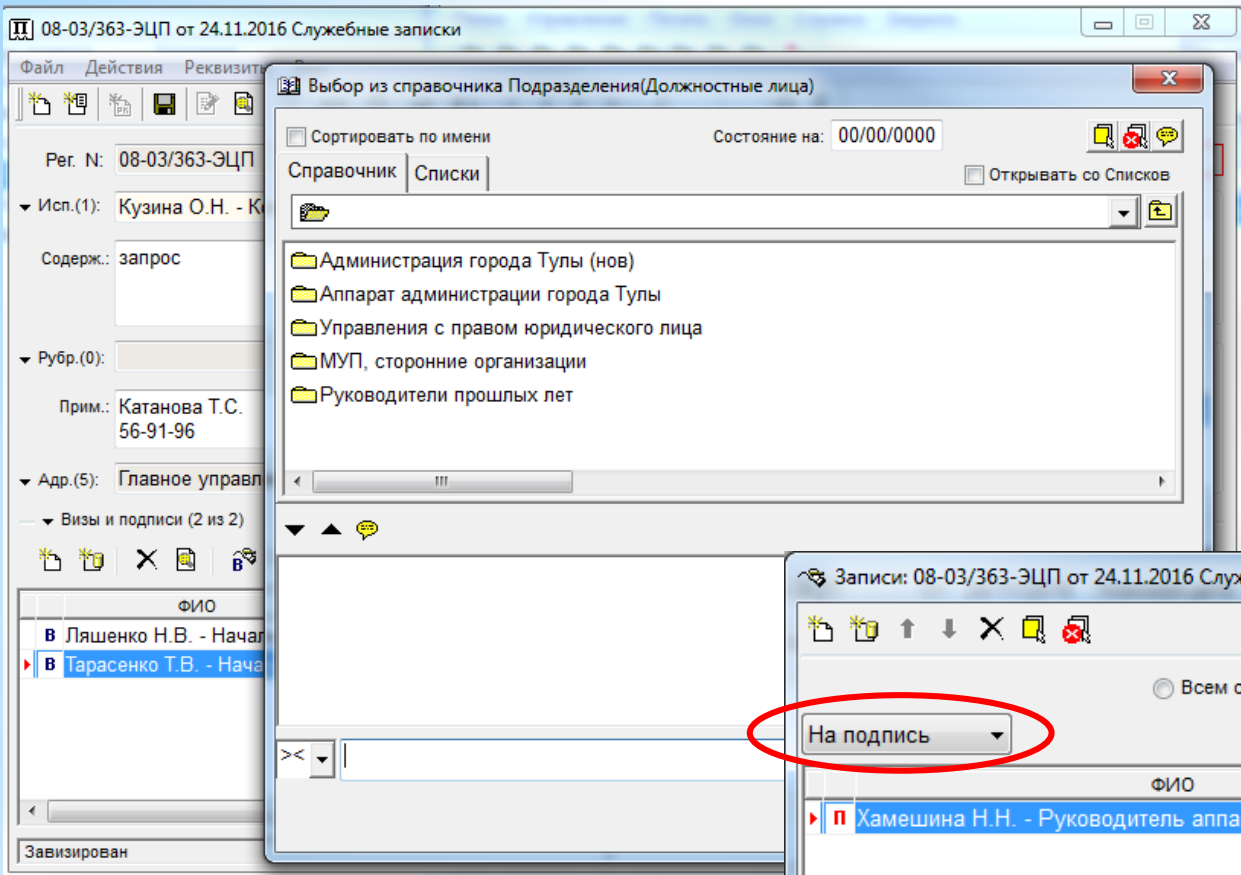 08-03/363-ЭЦП от 24.11.2016 Служебные записки
Файл Действия Реквизиты
Рег. N: 08-03/363-ЭЦП
Исп.(1): Кузина О.Н. - К
Содерж.: запрос
Рубр.(0):
Прим.: Катанова Т.С.
56-91-96
Адр.(5): Главное управл
Визы и подписи (2 из 2)
ФИО
В Ляшенко Н.В. - Начал
В Тарасенко Т.В. - Нача
Завизирован
Выбор из справочника Подразделения(Должностные лица)
Сортировать по имени
Состояние на: 00/00/0000
Справочник Списки
Открывать со Списков
Администрация города Тулы (нов)
Аппарат администрации города Тулы
Управления с правом юридического лица
МУП, сторонние организации
Руководители прошлых лет
><
Записи: 08-03/363-ЭЦП от 24.11.2016 Служ
Всем с
На подпись
ФИО
П Хамешина Н.Н. - Руководитель аппа